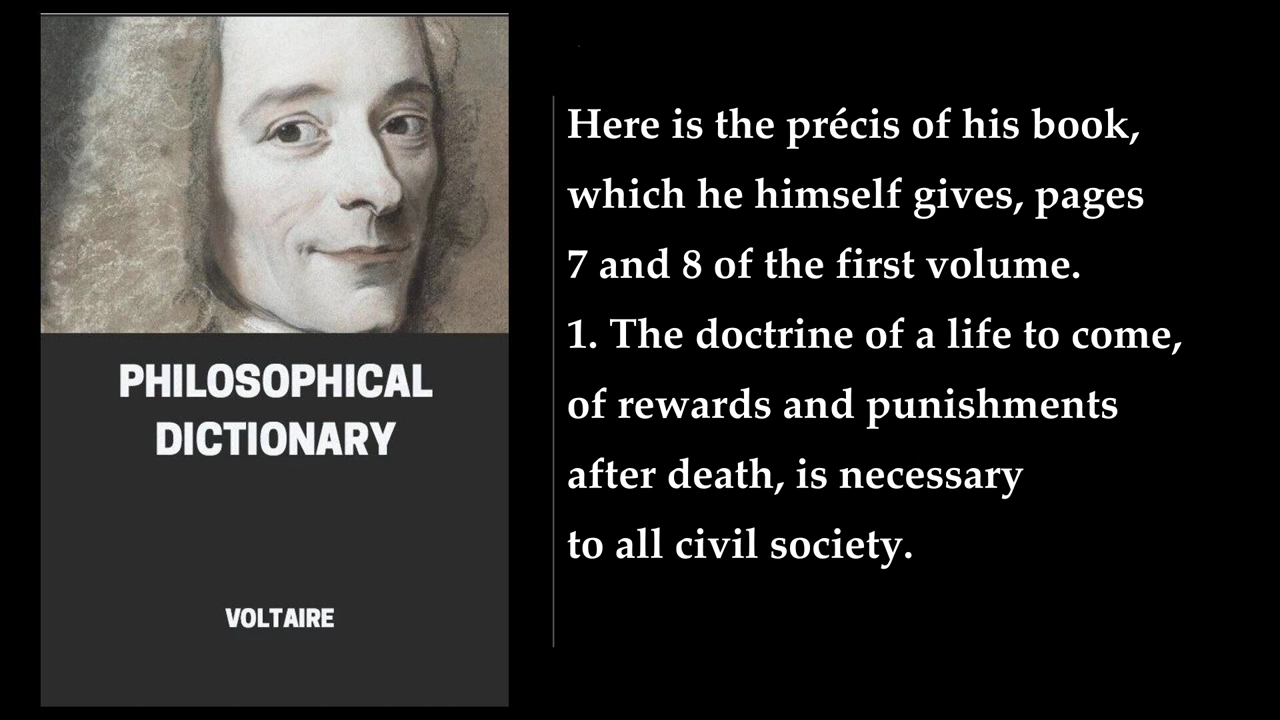 PHILOSOPHICAL
DICTIONARY
VOLTAIRE
Here is the précis of his book,
which he himself gives, pages
7 and 8 of the first volume.
1. The doctrine of a life to come,
of rewards and punishments
after death, is necessary
to all civil society.